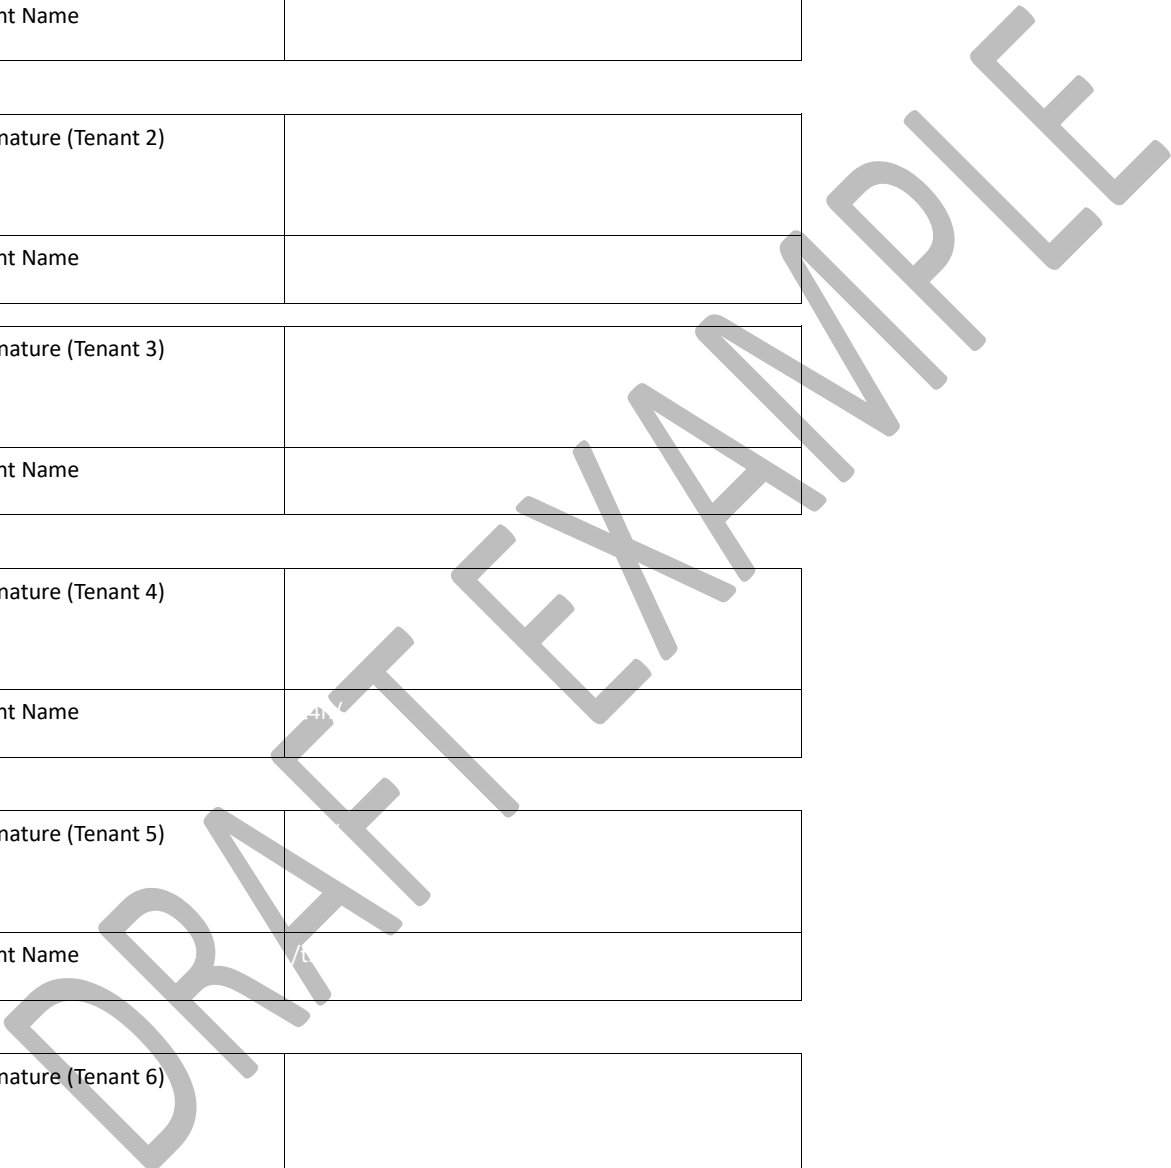 nt Name
nature (Tenant 2)
nt Name
nature (Tenant 3)
nt Name
nature (Tenant 4)
nt Name
nature (Tenant 5)
nt Name
nature (Tenant 6)
DRAFT EXAMPLE